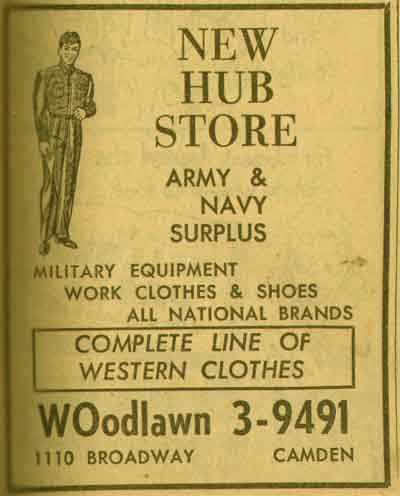 NEW
HUB
STORE
ARMY &
NAVY
SURPLUS
MILITARY EQUIPMENT
WORK CLOTHES & SHOES
ALL NATIONAL BRANDS
COMPLETE LINE OF
WESTERN CLOTHES
WOodlawn 3-9491
1110 BROADWAY CAMDEN